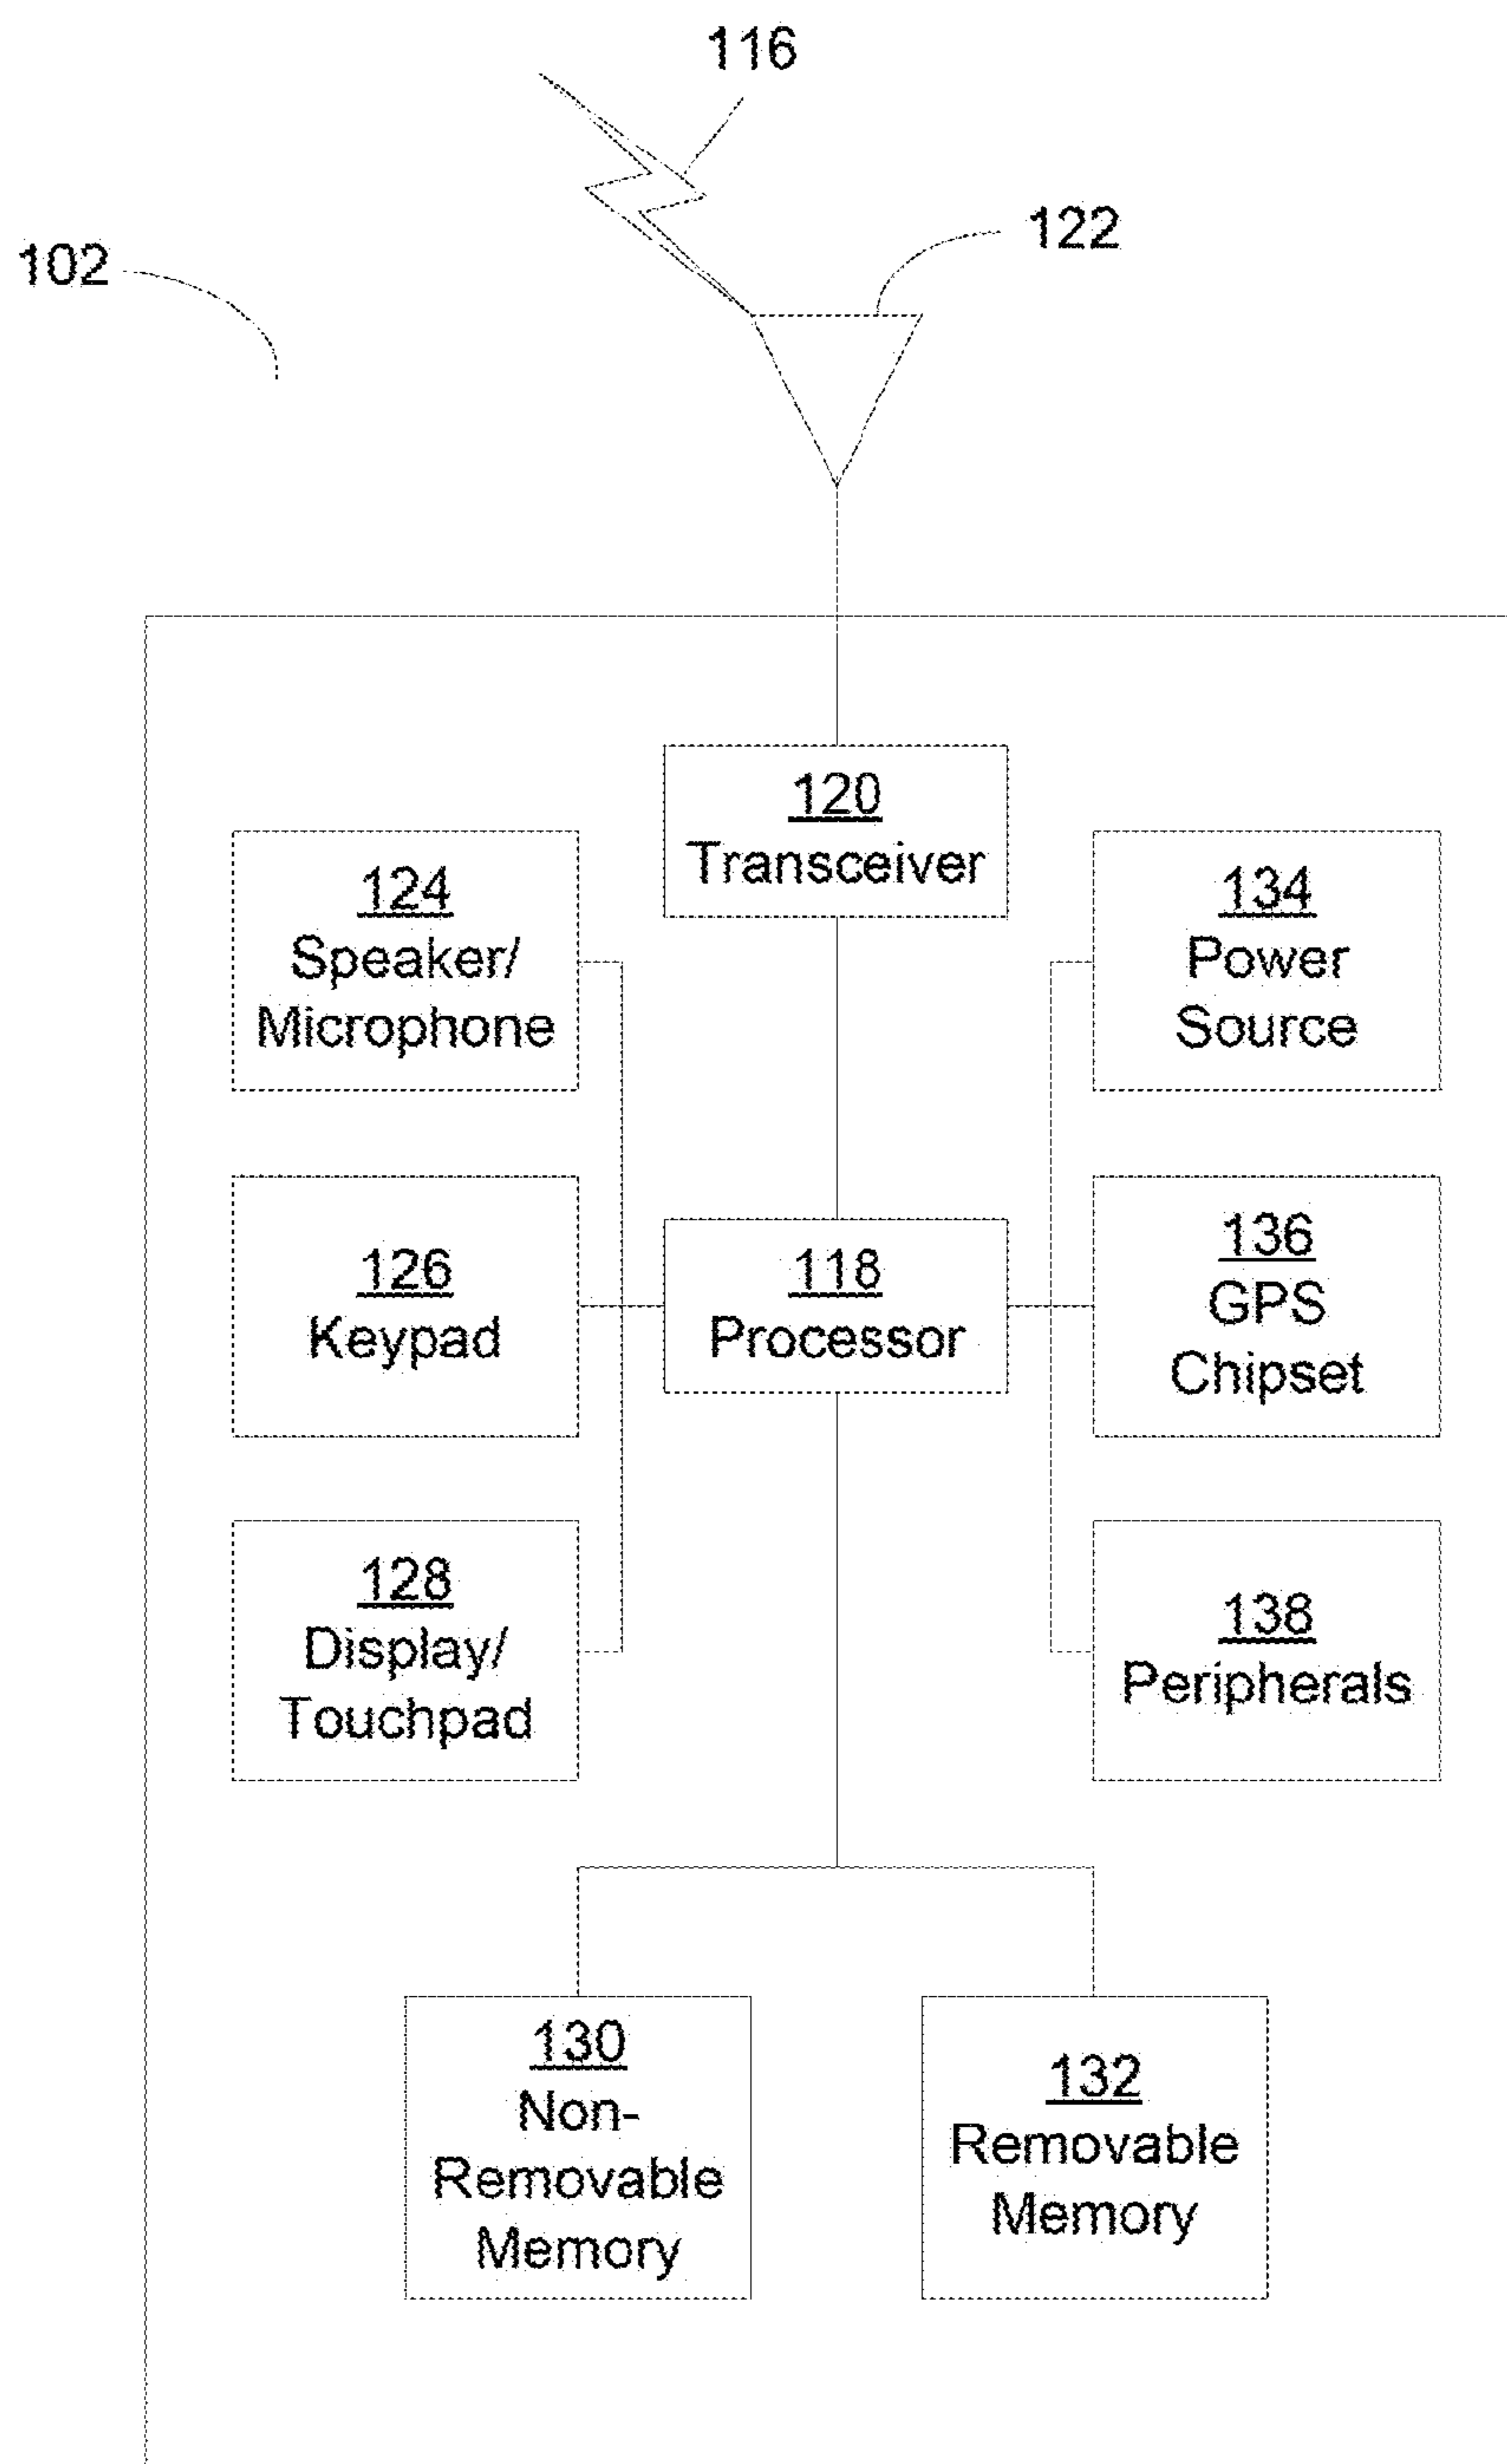 116
122
102
120
Transceiver
124
Speaker/
Microphone
134
Power
Source
126
Keypad
118
Processor
136
GPS
Chipset
128
Display/
Touchpad
138
Peripherals
130
Non-
Removable
Memory
132
Removable
Memory